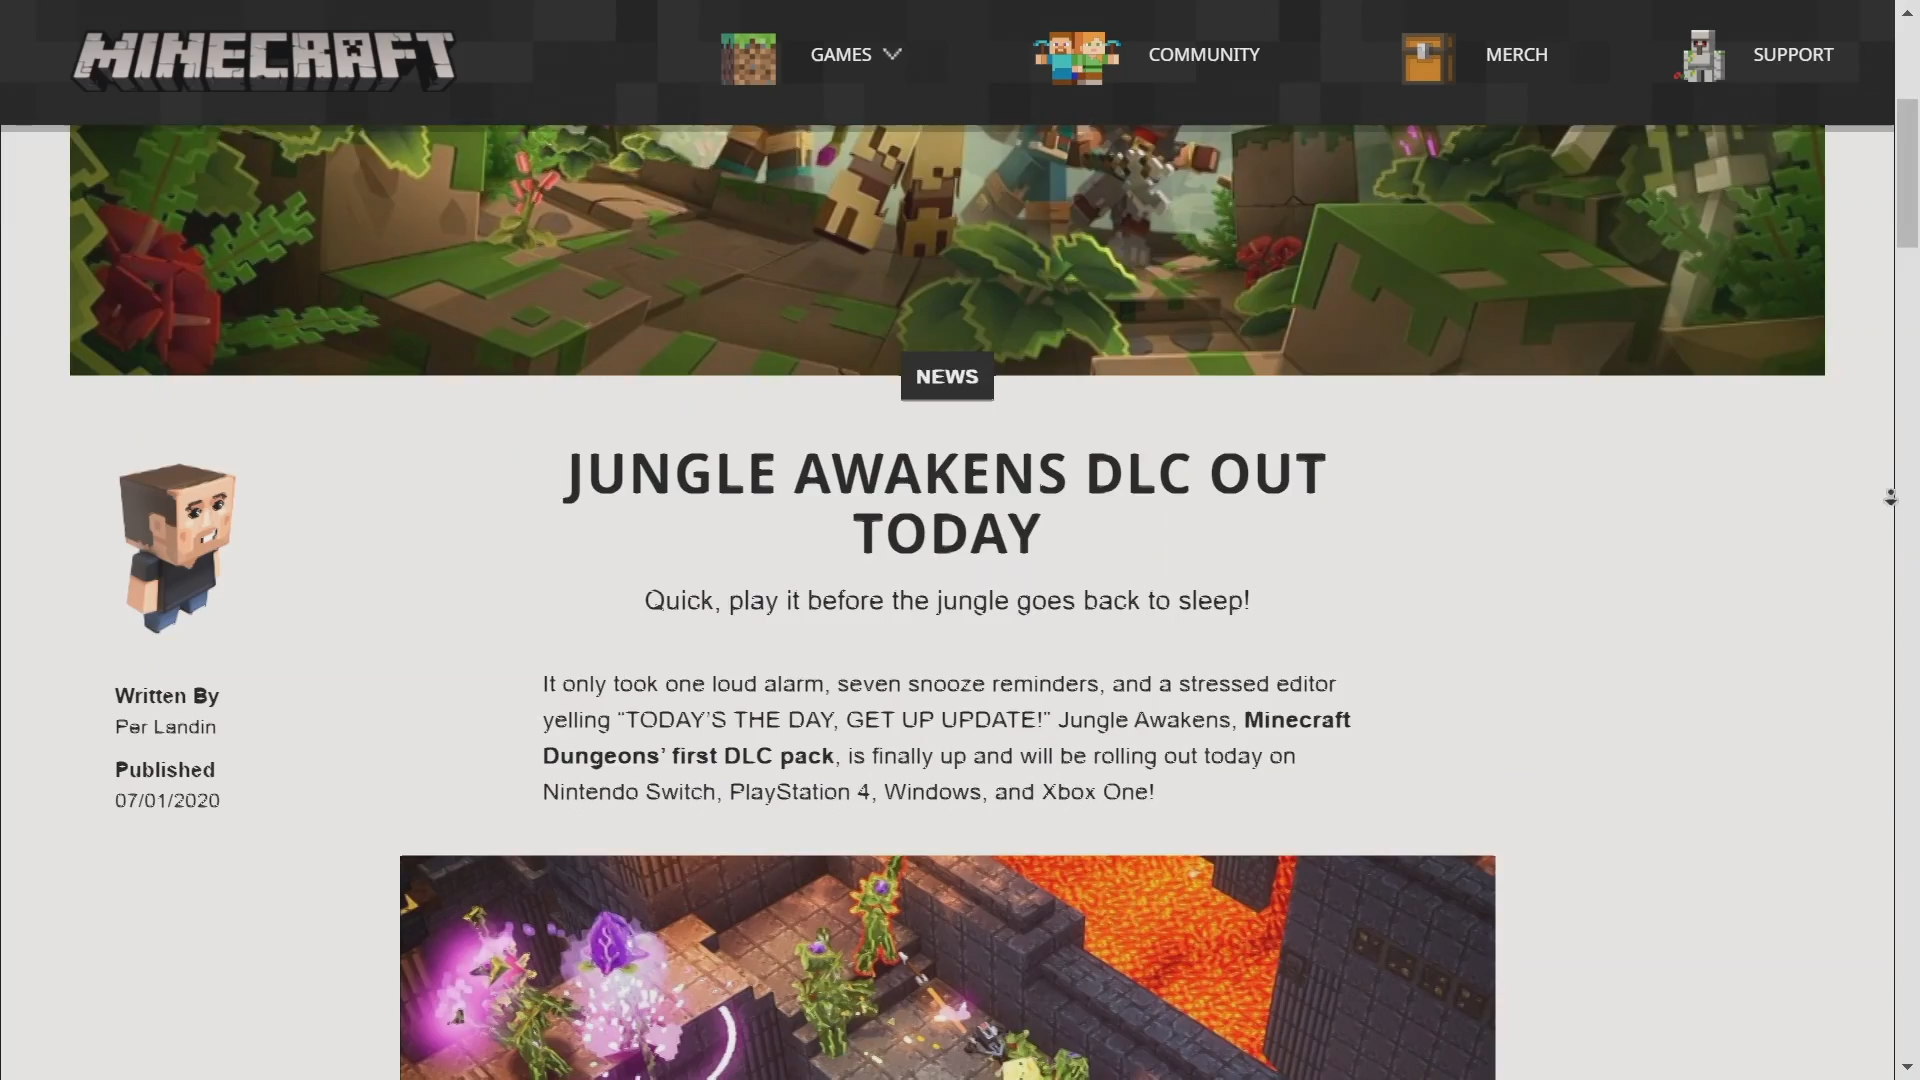 MINECRAFT
GAMES
COMMUNITY
MERCH
SUPPORT
NEWS
JUNGLE AWAKENS DLC OUT
TODAY
Quick, play it before the jungle goes back to sleep!
Written By
Per Landin
Published
07/01/2020
It only took one loud alarm, seven snooze reminders, and a stressed editor
yelling “TODAY’S THE DAY, GET UP UPDATE!” Jungle Awakens, Minecraft
Dungeons’ first DLC pack, is finally up and will be rolling out today on
Nintendo Switch, PlayStation 4, Windows, and Xbox One!